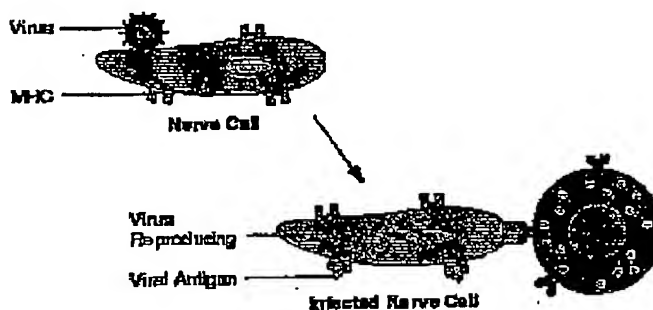 Virus
MHC
Nerve Cell
Virus
Reproducing
Viral Antigen
Infected Nerve Cell